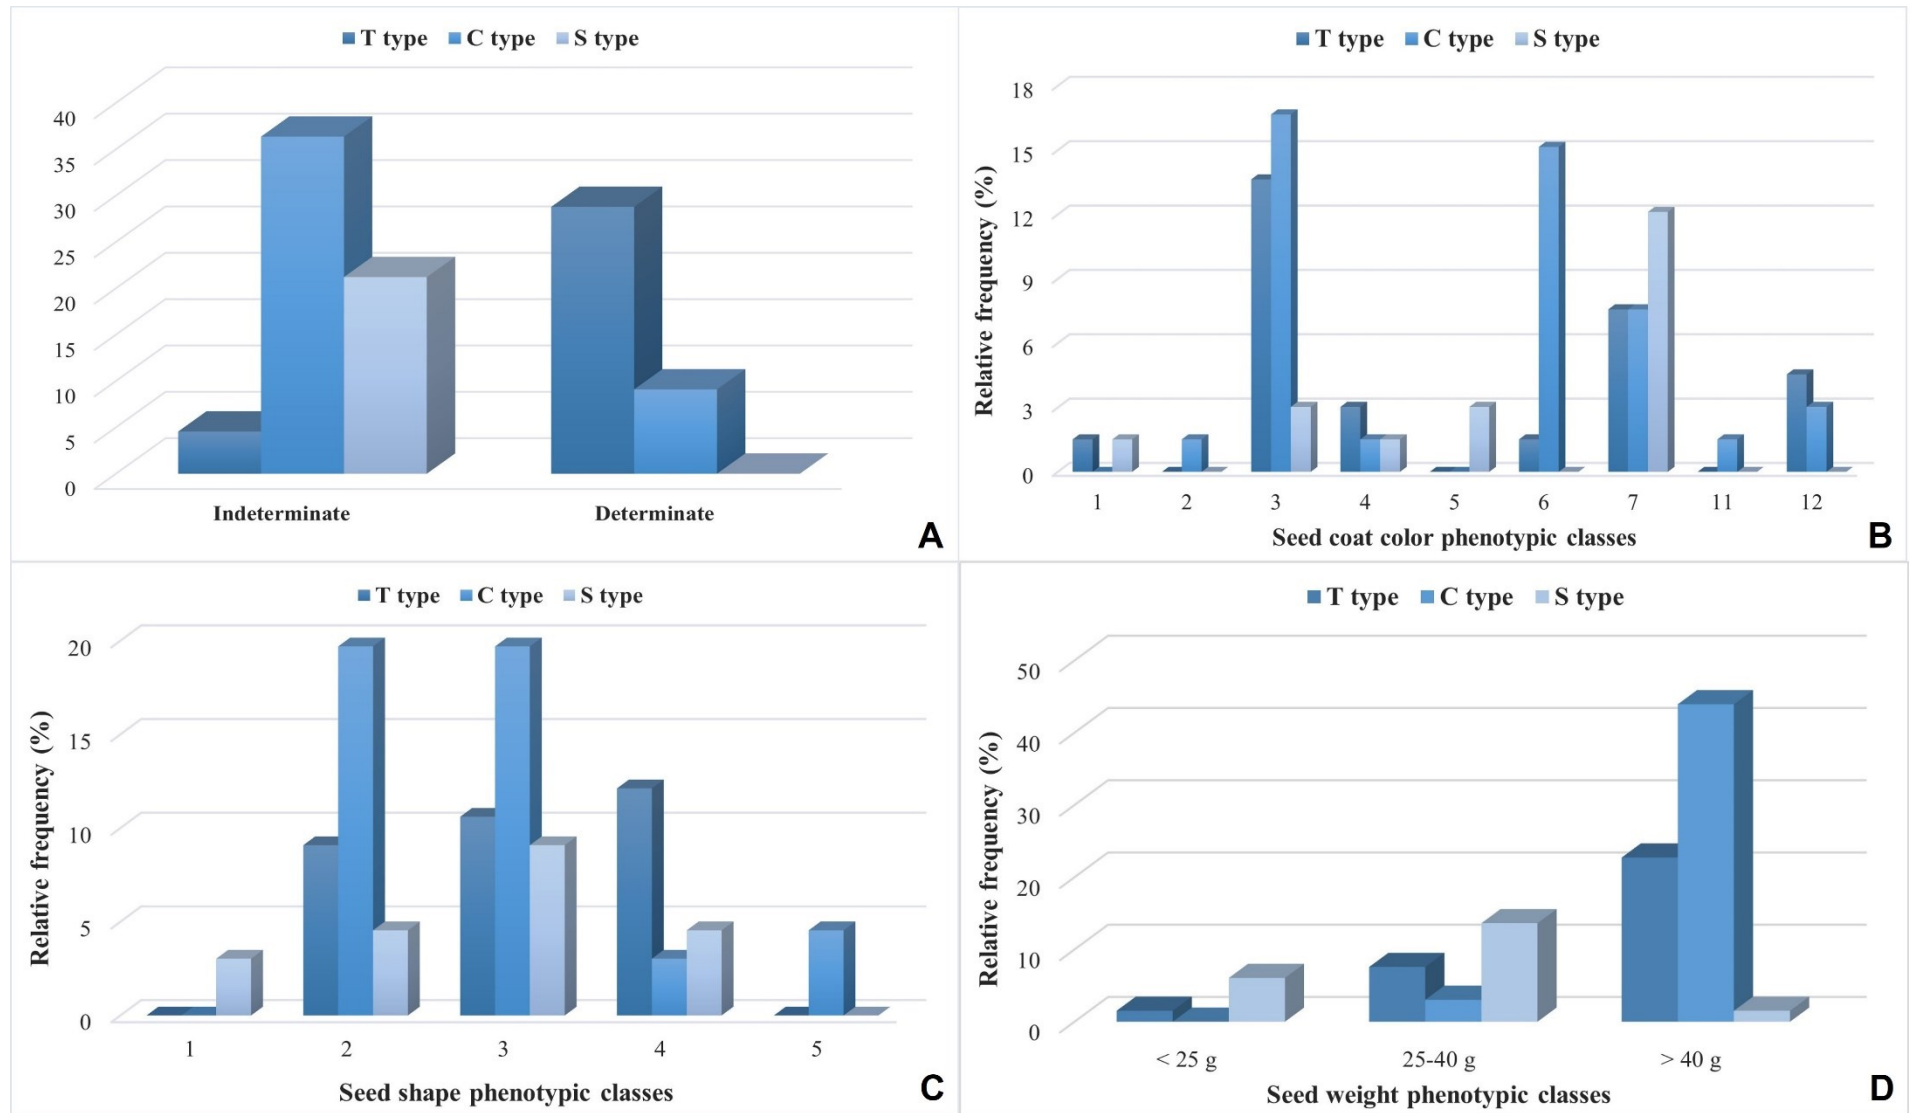 T type C type S type
40
35
30
25
20
15
10
5
0
Indeterminate Determinate
A
T type C type S type
Relative frequency (%)
18
15
12
9
6
3
0
1 2 3 4 5 6 7 11 12
Seed coat color phenotypic classes
B
T type C type S type
Relative frequency (%)
20
15
10
5
0
1 2 3 4 5
Seed shape phenotypic classes
C
T type C type S type
Relative frequency (%)
50
40
30
20
10
0
< 25 g 25-40 g > 40 g
Seed weight phenotypic classes
D